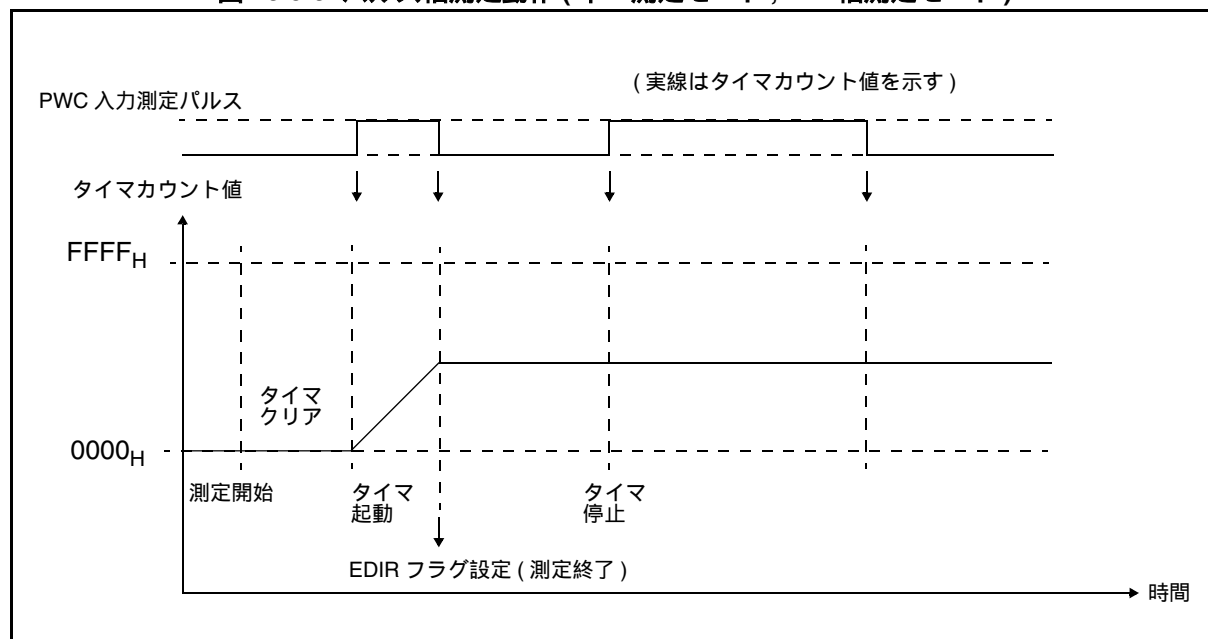 ( 実線はタイマカウント値を示す )
PWC 入力測定パルス
タイマカウント値
FFFFH
タイマ
クリア
0000H
測定開始
タイマ
起動
タイマ
停止
EDIR フラグ設定 ( 測定終了 )
時間